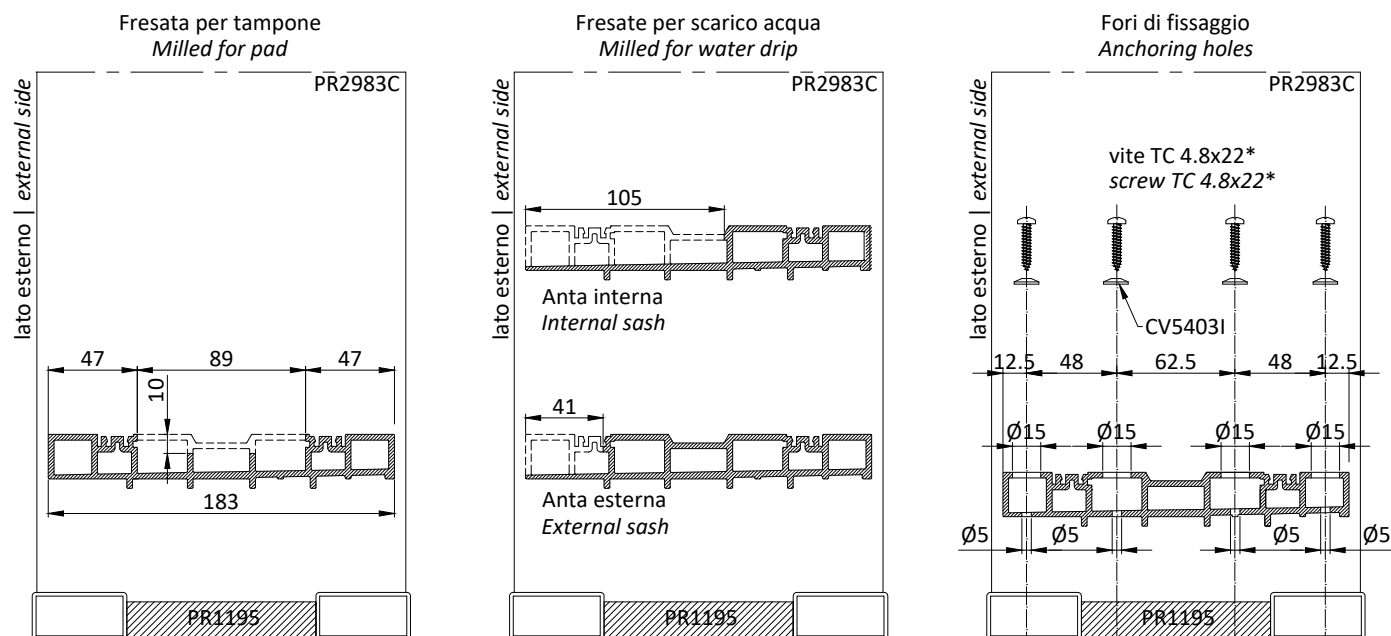 Fresata per tampone
Milled for pad
PR2983C
lato esterno | external side
47
89
47
10
183
PR1195
Fresate per scarico acqua
Milled for water drip
PR2983C
lato esterno | external side
105
Anta interna
Internal sash
41
Anta esterna
External sash
PR1195
Fori di fissaggio
Anchoring holes
PR2983C
lato esterno | external side
vite TC 4.8x22*
screw TC 4.8x22*
CV5403I
12.5
48
62.5
48
12.5
Ø15
Ø15
Ø15
Ø15
Ø5
Ø5
Ø5
Ø5
PR1195